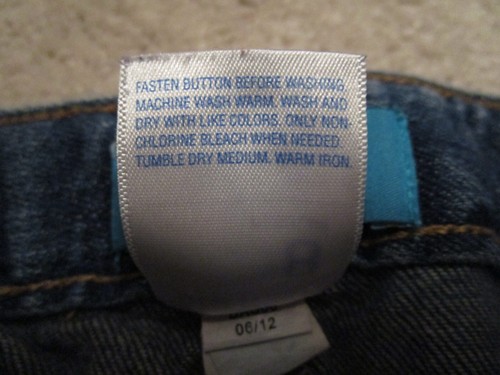 FASTEN BUTTON BEFORE WASHING.
MACHINE WASH WARM. WASH AND
DRY WITH LIKE COLORS. ONLY NON
CHLORINE BLEACH WHEN NEEDED
TUMBLE DRY MEDIUM. WARM IRON.
06/12